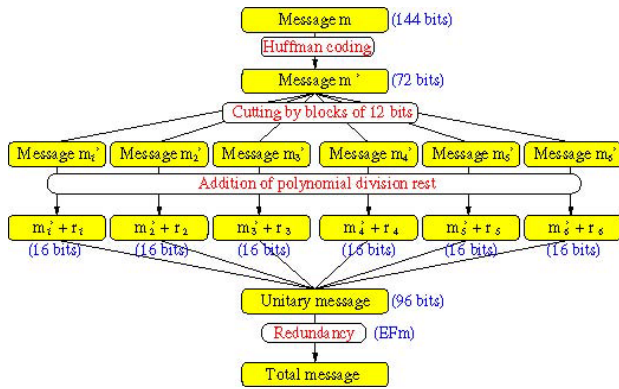 Message m (144 bits)
Huffman coding
Message m ' (72 bits)
Cutting by blocks of 12 bits
Message m₁' Message m₂' Message m₃' Message m₄' Message m₅' Message m₆'
Addition of polynomial division rest
m₁' + r₁ m₂' + r₂ m₃' + r₃ m₄' + r₄ m₅' + r₅ m₆' + r₆
(16 bits) (16 bits) (16 bits) (16 bits) (16 bits) (16 bits)
Unitary message (96 bits)
Redundancy (EFm)
Total message